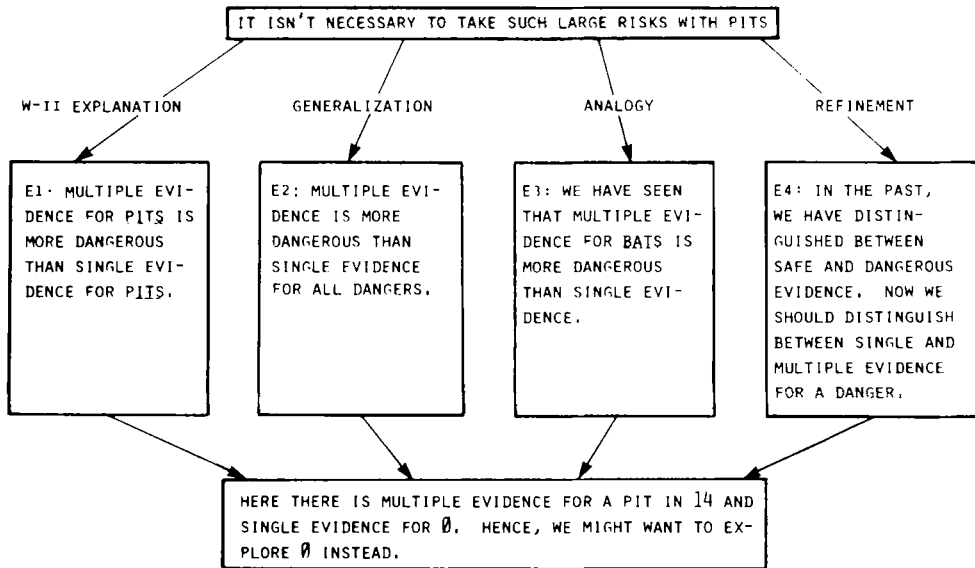 IT ISN'T NECESSARY TO TAKE SUCH LARGE RISKS WITH PITS
W-II EXPLANATION
GENERALIZATION
ANALOGY
REFINEMENT
E1· MULTIPLE EVI-
DENCE FOR PITS IS
MORE DANGEROUS
THAN SINGLE EVI-
DENCE FOR PITS.
E2: MULTIPLE EVI-
DENCE IS MORE
DANGEROUS THAN
SINGLE EVIDENCE
FOR ALL DANGERS.
E3: WE HAVE SEEN
THAT MULTIPLE EVI-
DENCE FOR BATS IS
MORE DANGEROUS
THAN SINGLE EVI-
DENCE.
E4: IN THE PAST,
WE HAVE DISTIN-
GUISHED BETWEEN
SAFE AND DANGEROUS
EVIDENCE. NOW WE
SHOULD DISTINGUISH
BETWEEN SINGLE AND
MULTIPLE EVIDENCE
FOR A DANGER.
HERE THERE IS MULTIPLE EVIDENCE FOR A PIT IN 14 AND
SINGLE EVIDENCE FOR 0. HENCE, WE MIGHT WANT TO EX-
PLORE 0 INSTEAD.